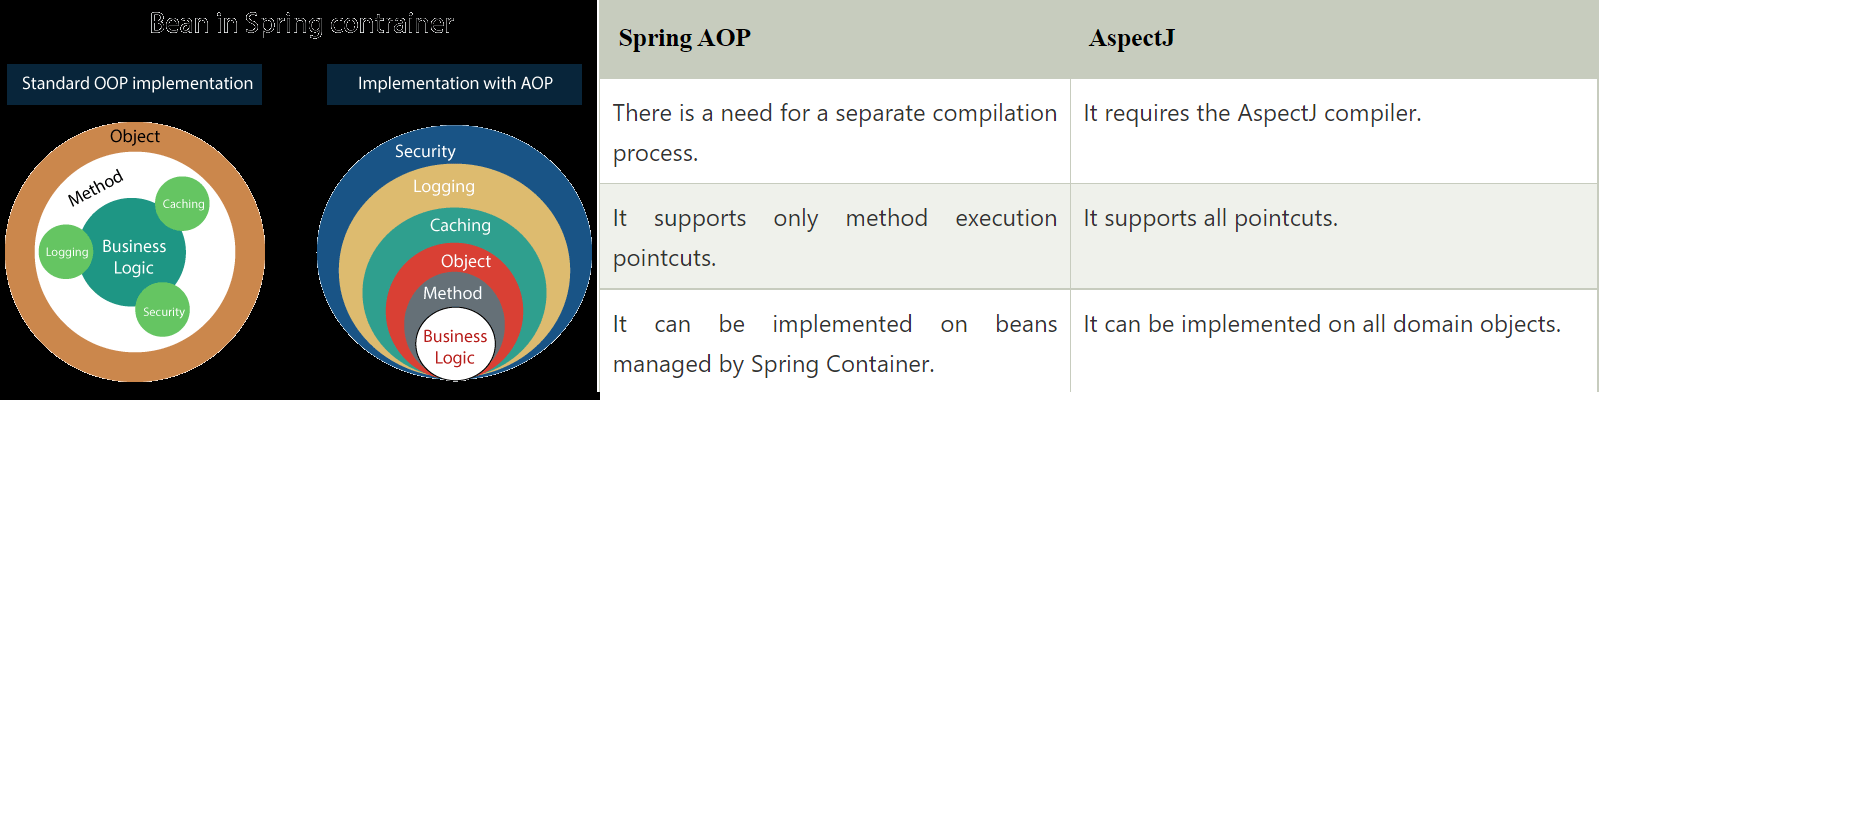 Bean in Spring contrainer
Standard OOP implementation
Object
Method
Caching
Logging
Business
Logic
Security
Implementation with AOP
Security
Logging
Caching
Object
Method
Business
Logic
Spring AOP
AspectJ
There is a need for a separate compilation
process.
It requires the AspectJ compiler.
It supports only method execution
pointcuts.
It supports all pointcuts.
It can be implemented on beans
managed by Spring Container.
It can be implemented on all domain objects.